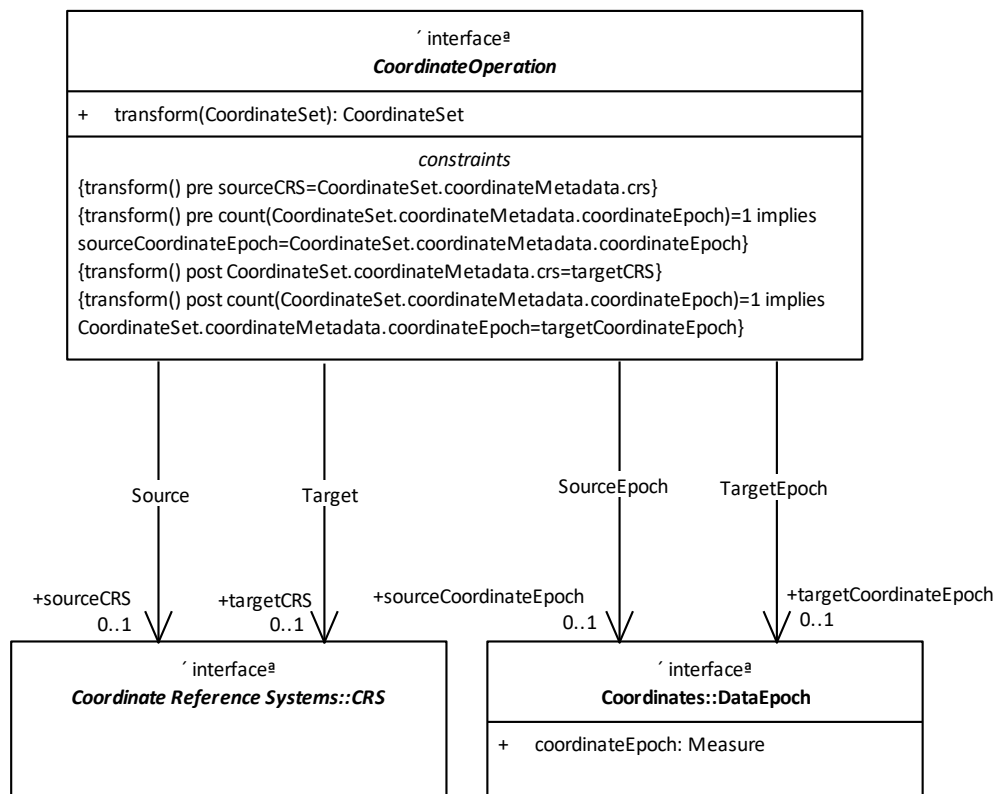 ´ interfaceª
CoordinateOperation
+ transform(CoordinateSet): CoordinateSet
constraints
{transform() pre sourceCRS=CoordinateSet.coordinateMetadata.crs}
{transform() pre count(CoordinateSet.coordinateMetadata.coordinateEpoch)=1 implies
sourceCoordinateEpoch=CoordinateSet.coordinateMetadata.coordinateEpoch}
{transform() post CoordinateSet.coordinateMetadata.crs=targetCRS}
{transform() post count(CoordinateSet.coordinateMetadata.coordinateEpoch)=1 implies
CoordinateSet.coordinateMetadata.coordinateEpoch=targetCoordinateEpoch}
Source
Target
SourceEpoch
TargetEpoch
+sourceCRS
0..1
+targetCRS
0..1
+sourceCoordinateEpoch
0..1
+targetCoordinateEpoch
0..1
´ interfaceª
Coordinate Reference Systems::CRS
´ interfaceª
Coordinates::DataEpoch
+ coordinateEpoch: Measure